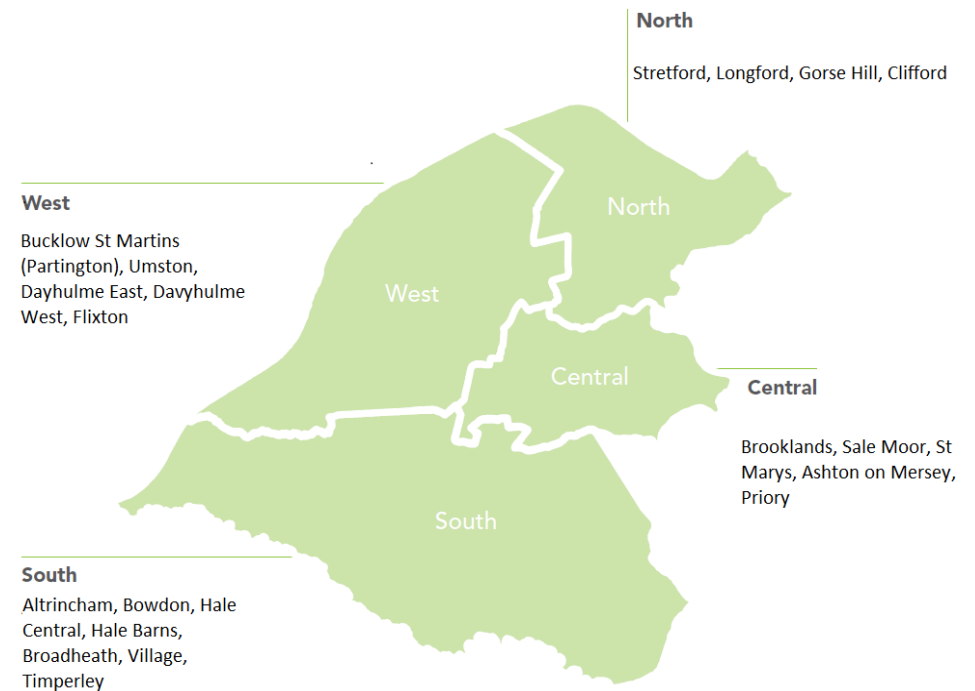 North
Stretford, Longford, Gorse Hill, Clifford
West
Bucklow St Martins
(Partington), Umston,
Dayhulme East, Davyhulme
West, Flixton
North
West
Central
Central
Brooklands, Sale Moor, St
Marys, Ashton on Mersey,
Priory
South
South
Altrincham, Bowdon, Hale
Central, Hale Barns,
Broadheath, Village,
Timperley